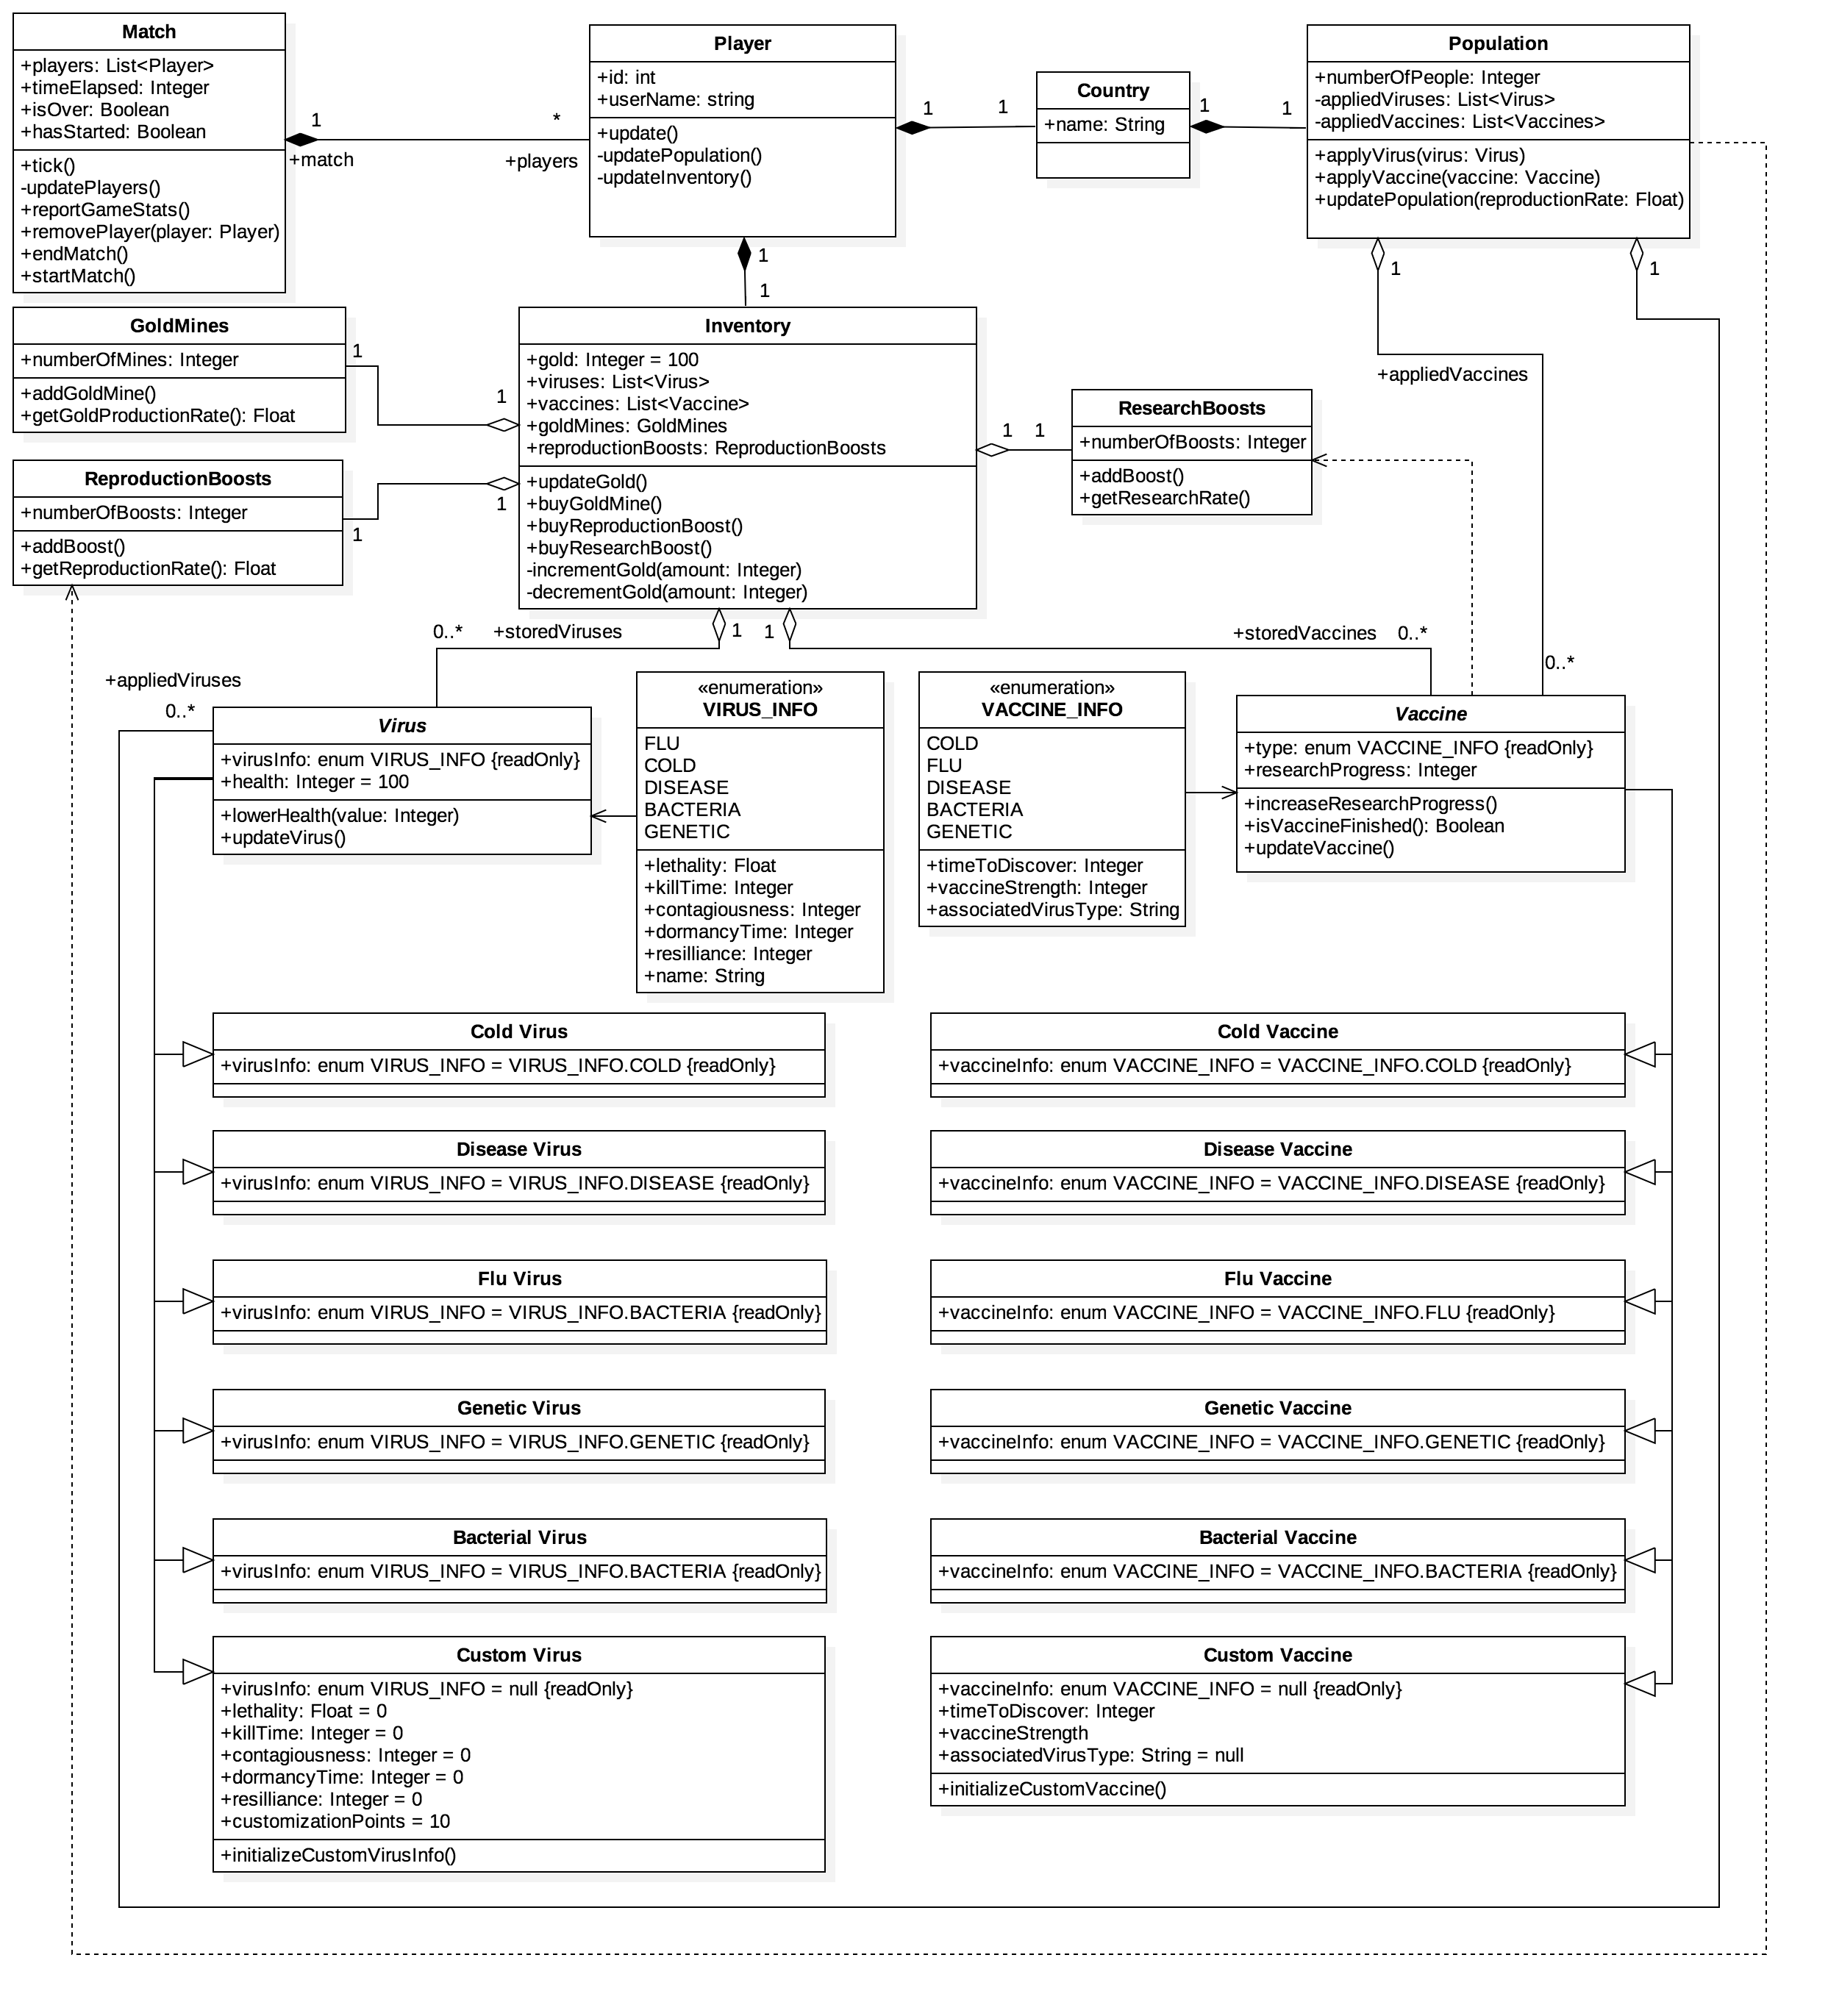 Match
+players: List<Player>
+timeElapsed: Integer
+isOver: Boolean
+hasStarted: Boolean
+tick()
-updatePlayers()
+reportGameStats()
+removePlayer(player: Player)
+endMatch()
+startMatch()
1
+match
*
+players
Player
+id: int
+userName: string
+update()
-updatePopulation()
-updateInventory()
1
1
Country
+name: String
1
1
Population
+numberOfPeople: Integer
-appliedViruses: List<Virus>
-appliedVaccines: List<Vaccines>
+applyVirus(virus: Virus)
+applyVaccine(vaccine: Vaccine)
+updatePopulation(reproductionRate: Float)
1
1
1
1
GoldMines
+numberOfMines: Integer
+addGoldMine()
+getGoldProductionRate(): Float
1
1
ReproductionBoosts
+numberOfBoosts: Integer
+addBoost()
+getReproductionRate(): Float
1
1
Inventory
+gold: Integer = 100
+viruses: List<Virus>
+vaccines: List<Vaccine>
+goldMines: GoldMines
+reproductionBoosts: ReproductionBoosts
+updateGold()
+buyGoldMine()
+buyReproductionBoost()
+buyResearchBoost()
-incrementGold(amount: Integer)
-decrementGold(amount: Integer)
1
1
ResearchBoosts
+numberOfBoosts: Integer
+addBoost()
+getResearchRate()
+appliedVaccines
0..*
0..*
+storedViruses
1
1
+storedVaccines
0..*
+appliedViruses
0..*
Virus
+virusInfo: enum VIRUS_INFO {readOnly}
+health: Integer = 100
+lowerHealth(value: Integer)
+updateVirus()
«enumeration»
VIRUS_INFO
FLU
COLD
DISEASE
BACTERIA
GENETIC
+lethality: Float
+killTime: Integer
+contagiousness: Integer
+dormancyTime: Integer
+resilliance: Integer
+name: String
«enumeration»
VACCINE_INFO
COLD
FLU
DISEASE
BACTERIA
GENETIC
+timeToDiscover: Integer
+vaccineStrength: Integer
+associatedVirusType: String
Vaccine
+type: enum VACCINE_INFO {readOnly}
+researchProgress: Integer
+increaseResearchProgress()
+isVaccineFinished(): Boolean
+updateVaccine()
Cold Virus
+virusInfo: enum VIRUS_INFO = VIRUS_INFO.COLD {readOnly}
Cold Vaccine
+vaccineInfo: enum VACCINE_INFO = VACCINE_INFO.COLD {readOnly}
Disease Virus
+virusInfo: enum VIRUS_INFO = VIRUS_INFO.DISEASE {readOnly}
Disease Vaccine
+vaccineInfo: enum VACCINE_INFO = VACCINE_INFO.DISEASE {readOnly}
Flu Virus
+virusInfo: enum VIRUS_INFO = VIRUS_INFO.BACTERIA {readOnly}
Flu Vaccine
+vaccineInfo: enum VACCINE_INFO = VACCINE_INFO.FLU {readOnly}
Genetic Virus
+virusInfo: enum VIRUS_INFO = VIRUS_INFO.GENETIC {readOnly}
Genetic Vaccine
+vaccineInfo: enum VACCINE_INFO = VACCINE_INFO.GENETIC {readOnly}
Bacterial Virus
+virusInfo: enum VIRUS_INFO = VIRUS_INFO.BACTERIA {readOnly}
Bacterial Vaccine
+vaccineInfo: enum VACCINE_INFO = VACCINE_INFO.BACTERIA {readOnly}
Custom Virus
+virusInfo: enum VIRUS_INFO = null {readOnly}
+lethality: Float = 0
+killTime: Integer = 0
+contagiousness: Integer = 0
+dormancyTime: Integer = 0
+resilliance: Integer = 0
+customizationPoints = 10
+initializeCustomVirusInfo()
Custom Vaccine
+vaccineInfo: enum VACCINE_INFO = null {readOnly}
+timeToDiscover: Integer
+vaccineStrength
+associatedVirusType: String = null
+initializeCustomVaccine()